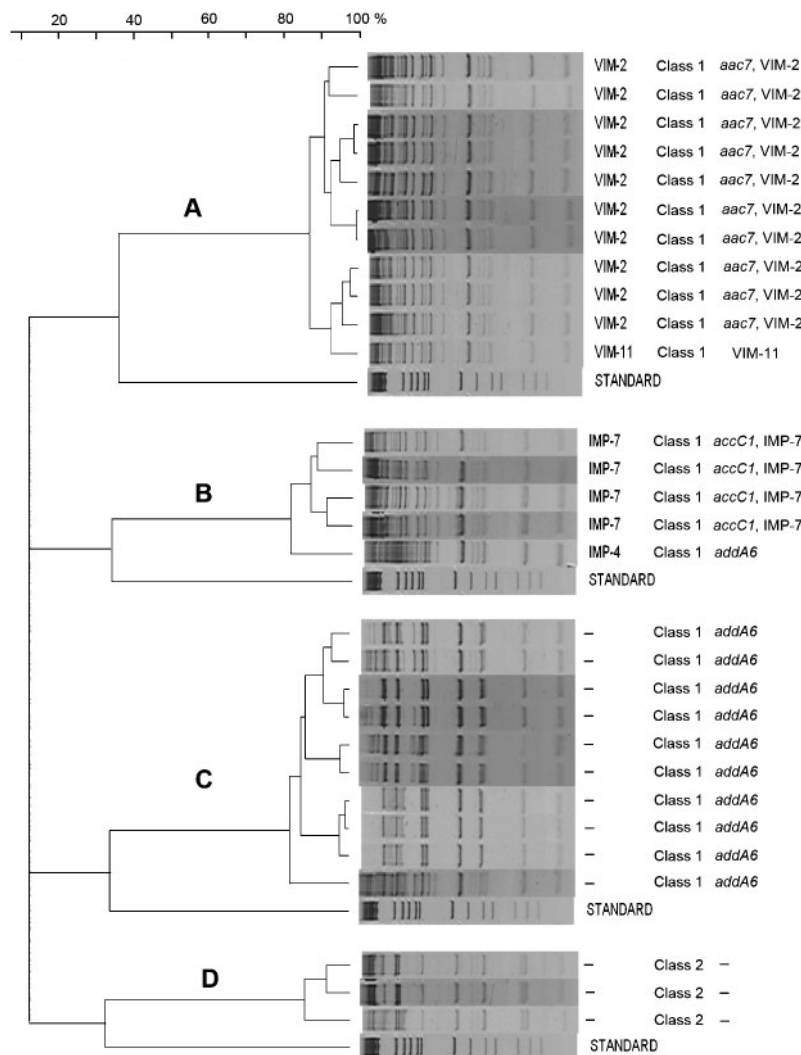 20 40 60 80 100 %
VIM-2 Class 1 aac7, VIM-2
VIM-2 Class 1 aac7, VIM-2
VIM-2 Class 1 aac7, VIM-2
VIM-2 Class 1 aac7, VIM-2
VIM-2 Class 1 aac7, VIM-2
A
VIM-2 Class 1 aac7, VIM-2
VIM-2 Class 1 aac7, VIM-2
VIM-2 Class 1 aac7, VIM-2
VIM-2 Class 1 aac7, VIM-2
VIM-2 Class 1 aac7, VIM-2
VIM-11 Class 1 VIM-11
STANDARD
IMP-7 Class 1 accC1, IMP-7
IMP-7 Class 1 accC1, IMP-7
B
IMP-7 Class 1 accC1, IMP-7
IMP-7 Class 1 accC1, IMP-7
IMP-4 Class 1 addA6
STANDARD
– Class 1 addA6
– Class 1 addA6
– Class 1 addA6
– Class 1 addA6
– Class 1 addA6
– Class 1 addA6
C
– Class 1 addA6
– Class 1 addA6
– Class 1 addA6
– Class 1 addA6
STANDARD
– Class 2 –
D
– Class 2 –
– Class 2 –
STANDARD